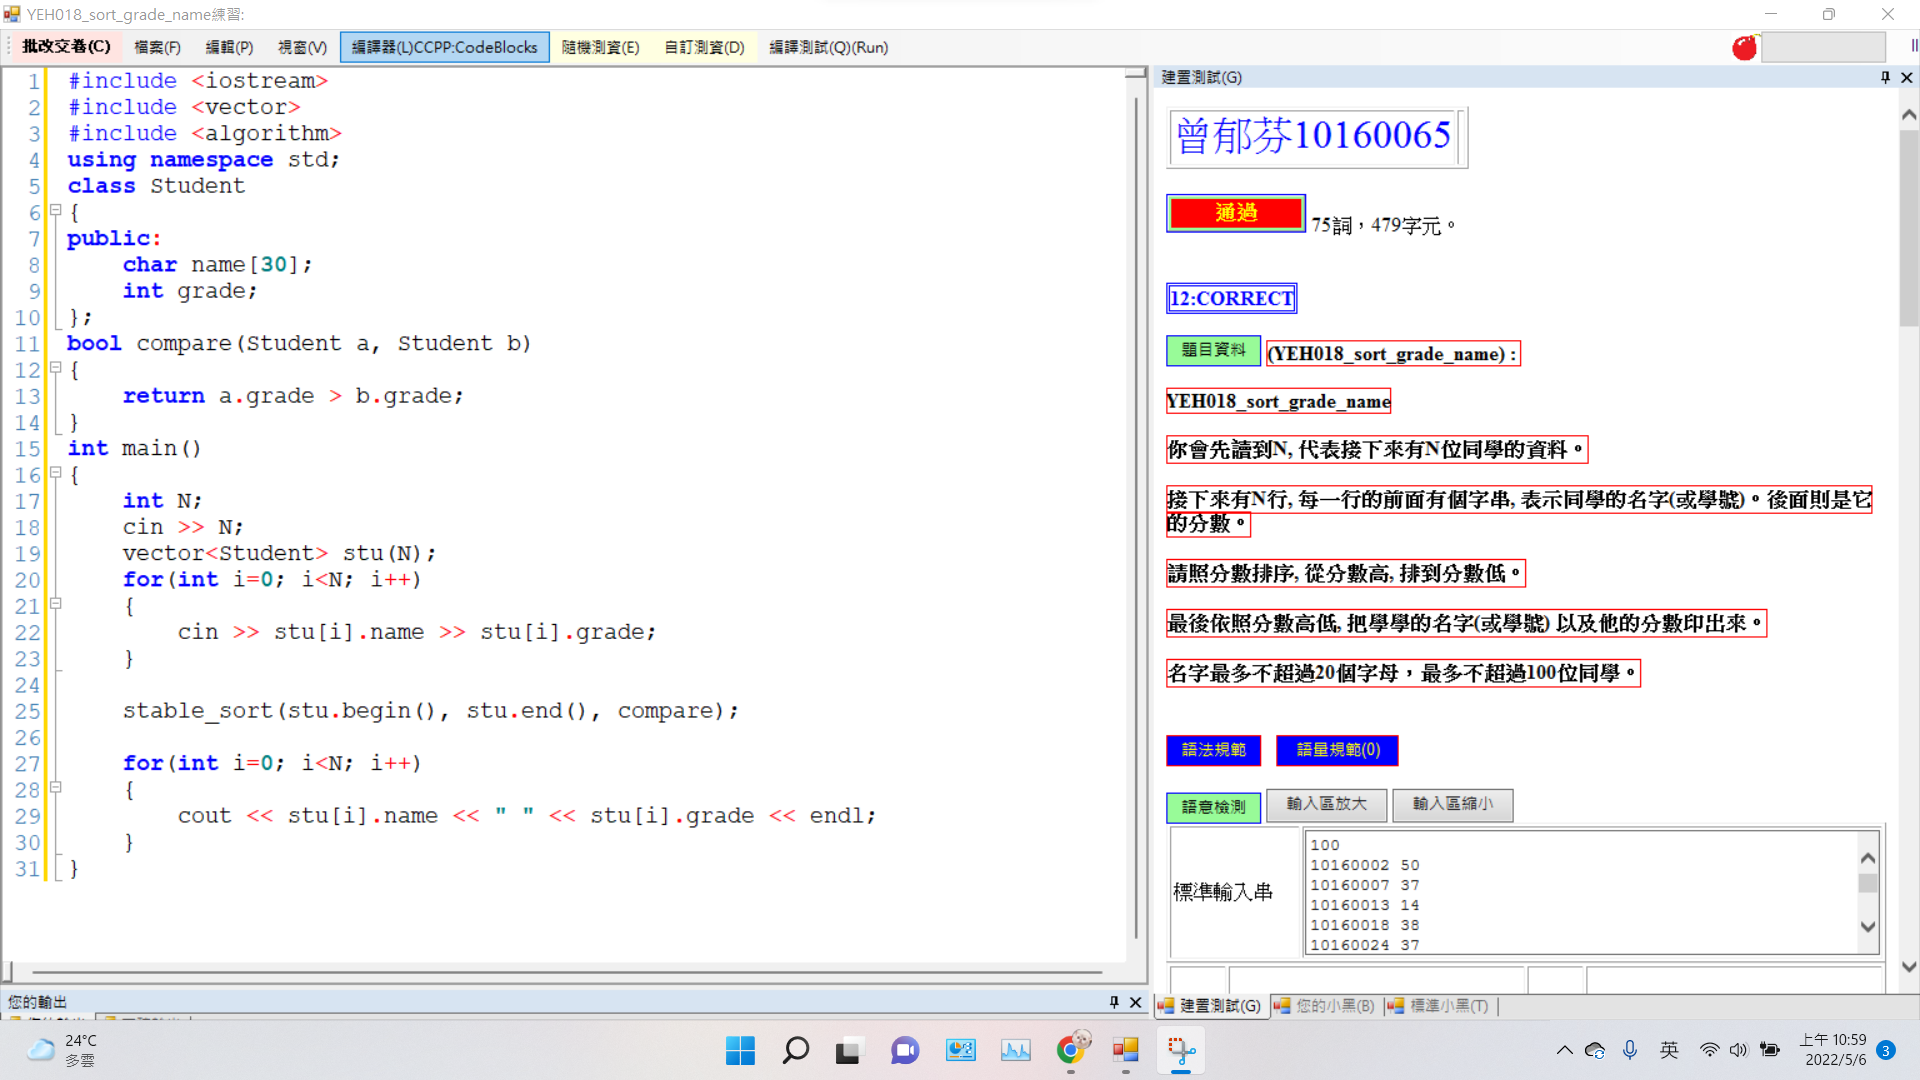 YEH018_sort_grade_name練習:
批改交卷(C) 檔案(F) 編輯(P) 視窗(V) 編譯器(L)CCPP:CodeBlocks 隨機測資(E) 自訂測資(D) 編譯測試(Q)(Run)
1 #include <iostream>
2 #include <vector>
3 #include <algorithm>
4 using namespace std;
5 class Student
6 {
7 public:
8     char name[30];
9     int grade;
10 };
11 bool compare(Student a, Student b)
12 {
13     return a.grade > b.grade;
14 }
15 int main()
16 {
17     int N;
18     cin >> N;
19     vector<Student> stu(N);
20     for(int i=0; i<N; i++)
21     {
22         cin >> stu[i].name >> stu[i].grade;
23     }
24
25     stable_sort(stu.begin(), stu.end(), compare);
26
27     for(int i=0; i<N; i++)
28     {
29         cout << stu[i].name << " " << stu[i].grade << endl;
30     }
31 }
您的輸出
建置測試(G)
曾郁芬10160065
通過 75詞，479字元。
12:CORRECT
題目資料 (YEH018_sort_grade_name) :
YEH018_sort_grade_name
你會先讀到N, 代表接下來有N位同學的資料。
接下來有N行, 每一行的前面有個字串, 表示同學的名字(或學號)。後面則是它
的分數。
請照分數排序, 從分數高, 排到分數低。
最後依照分數高低, 把學學的名字(或學號) 以及他的分數印出來。
名字最多不超過20個字母，最多不超過100位同學。
語法規範 語量規範(0)
語意檢測 輸入區放大 輸入區縮小
標準輸入串
100
10160002 50
10160007 37
10160013 14
10160018 38
10160024 37
建置測試(G) 您的小黑(B) 標準小黑(T)
24°C
多雲
英
上午 10:59
2022/5/6
3